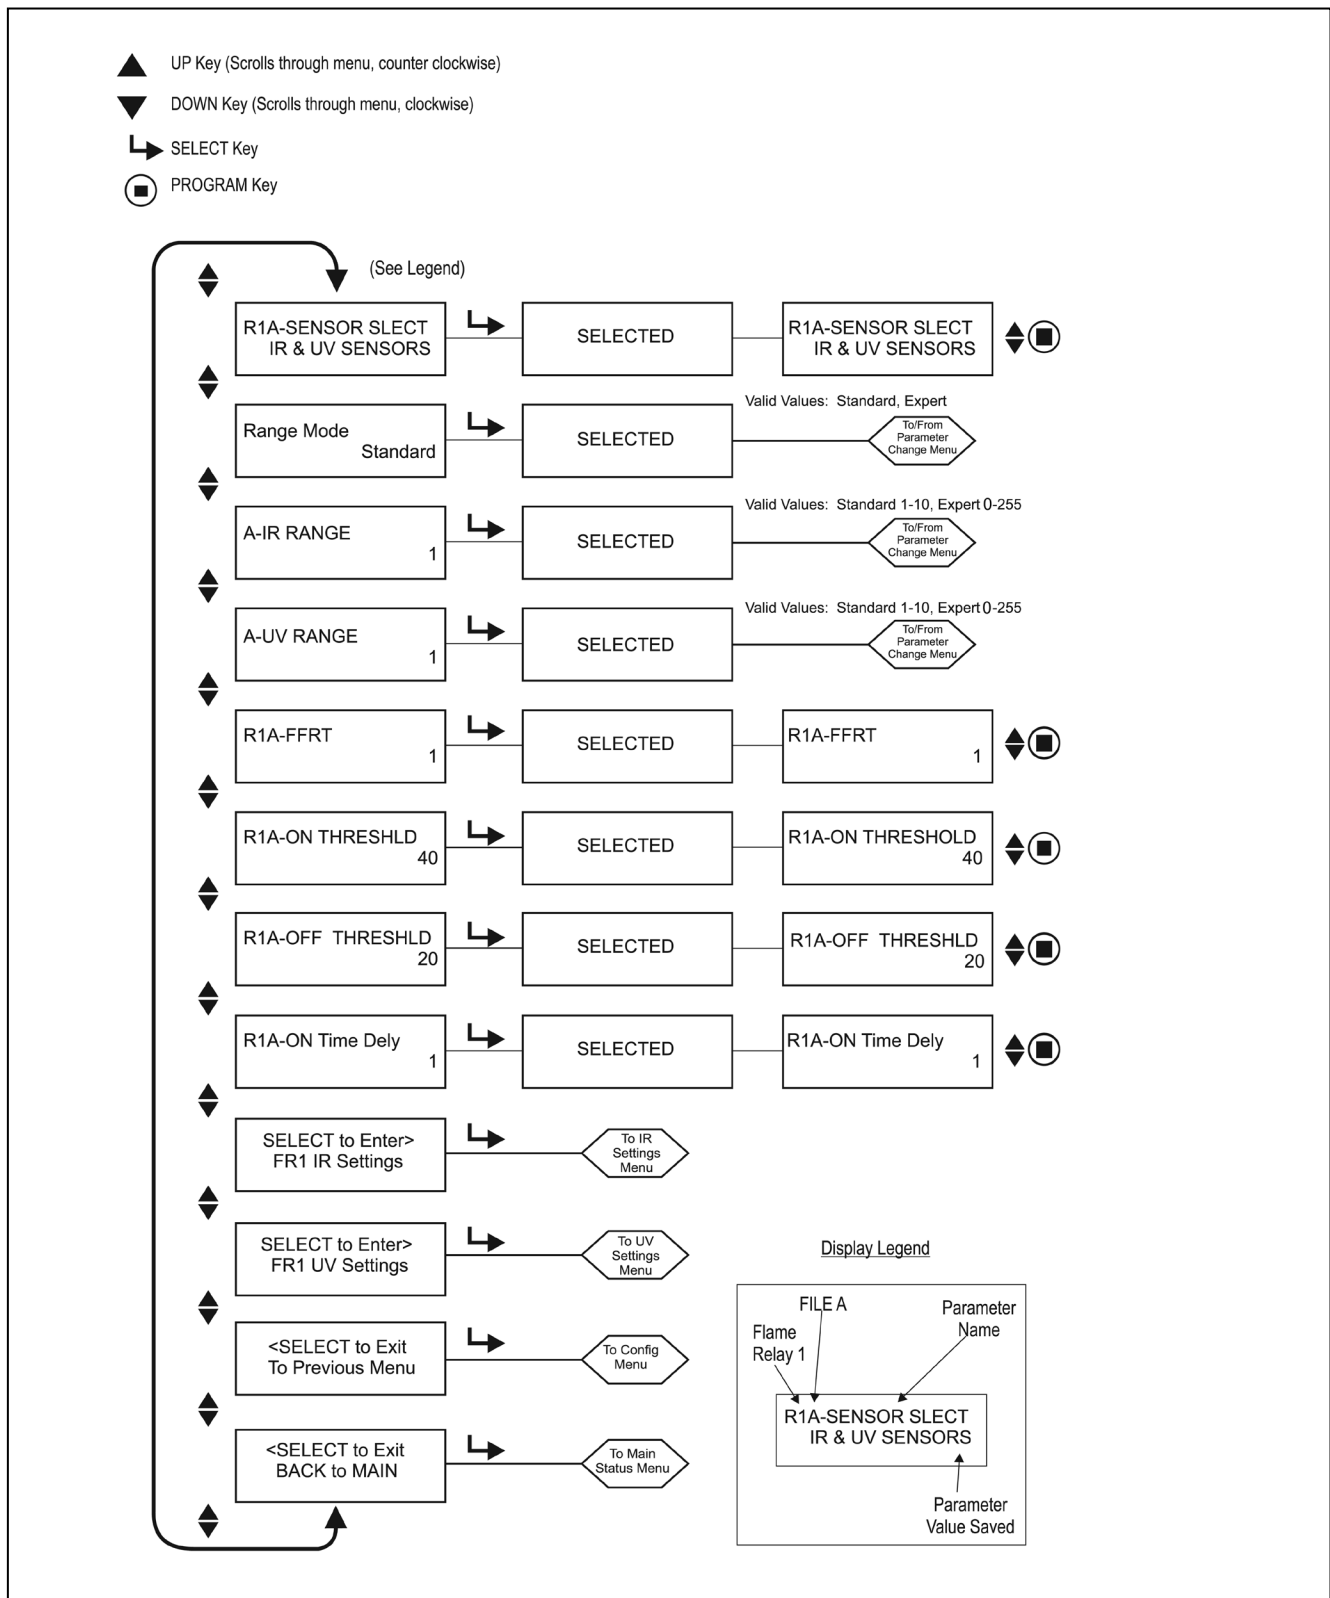 UP Key (Scrolls through menu, counter clockwise)
DOWN Key (Scrolls through menu, clockwise)
SELECT Key
PROGRAM Key
(See Legend)
R1A-SENSOR SLECT
IR & UV SENSORS
SELECTED
R1A-SENSOR SLECT
IR & UV SENSORS
Range Mode
Standard
SELECTED
Valid Values: Standard, Expert
To/From
Parameter
Change Menu
A-IR RANGE
1
SELECTED
Valid Values: Standard 1-10, Expert 0-255
To/From
Parameter
Change Menu
A-UV RANGE
1
SELECTED
Valid Values: Standard 1-10, Expert 0-255
To/From
Parameter
Change Menu
R1A-FFRT
1
SELECTED
R1A-FFRT
1
R1A-ON THRESHLD
40
SELECTED
R1A-ON THRESHOLD
40
R1A-OFF THRESHLD
20
SELECTED
R1A-OFF THRESHLD
20
R1A-ON Time Dely
1
SELECTED
R1A-ON Time Dely
1
SELECT to Enter>
FR1 IR Settings
To IR
Settings
Menu
SELECT to Enter>
FR1 UV Settings
To UV
Settings
Menu
<SELECT to Exit
To Previous Menu
To Config
Menu
<SELECT to Exit
BACK to MAIN
To Main
Status Menu
Display Legend
FILE A
Parameter
Name
Flame
Relay 1
R1A-SENSOR SLECT
IR & UV SENSORS
Parameter
Value Saved